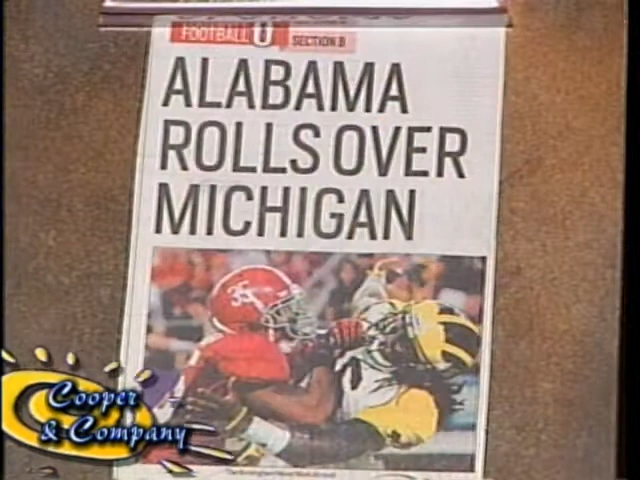 FOOTBALL U SECTION B
ALABAMA
ROLLS OVER
MICHIGAN
35
Cooper
& Company